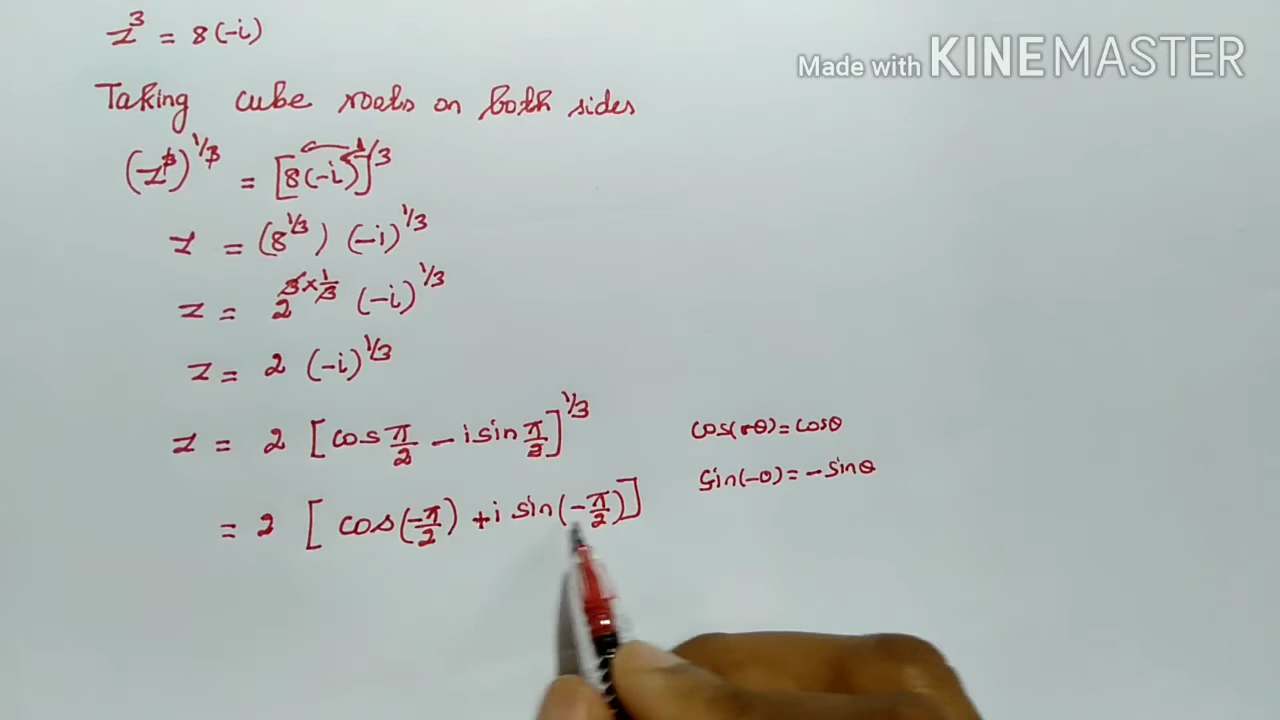 z³ = 8(-i)
Made with KINEMASTER
Taking cube roots on both sides
(z³)^1/3 = [8(-i)]^1/3
z = (8^1/3) (-i)^1/3
z = 2^3×1/3 (-i)^1/3
z = 2 (-i)^1/3
z = 2 [cos π/2 - i sin π/2]^1/3
cos(-θ) = cosθ
sin(-θ) = - sinθ
= 2 [cos(-π/2) + i sin(-π/2)]